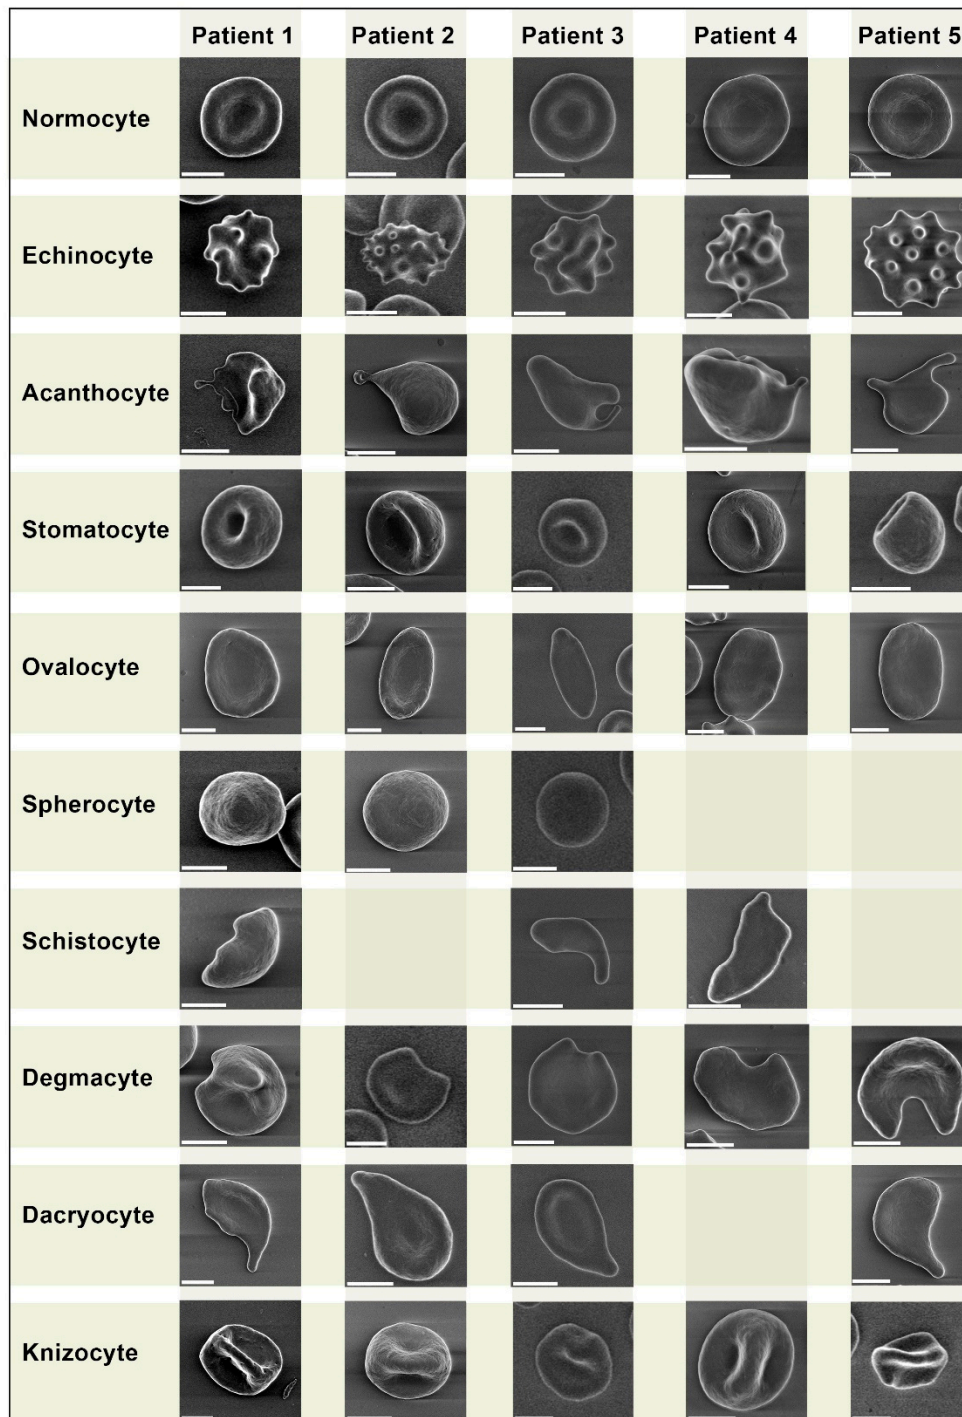 Patient 1 Patient 2 Patient 3 Patient 4 Patient 5
Normocyte
Echinocyte
Acanthocyte
Stomatocyte
Ovalocyte
Spherocyte
Schistocyte
Degmacyte
Dacryocyte
Knizocyte